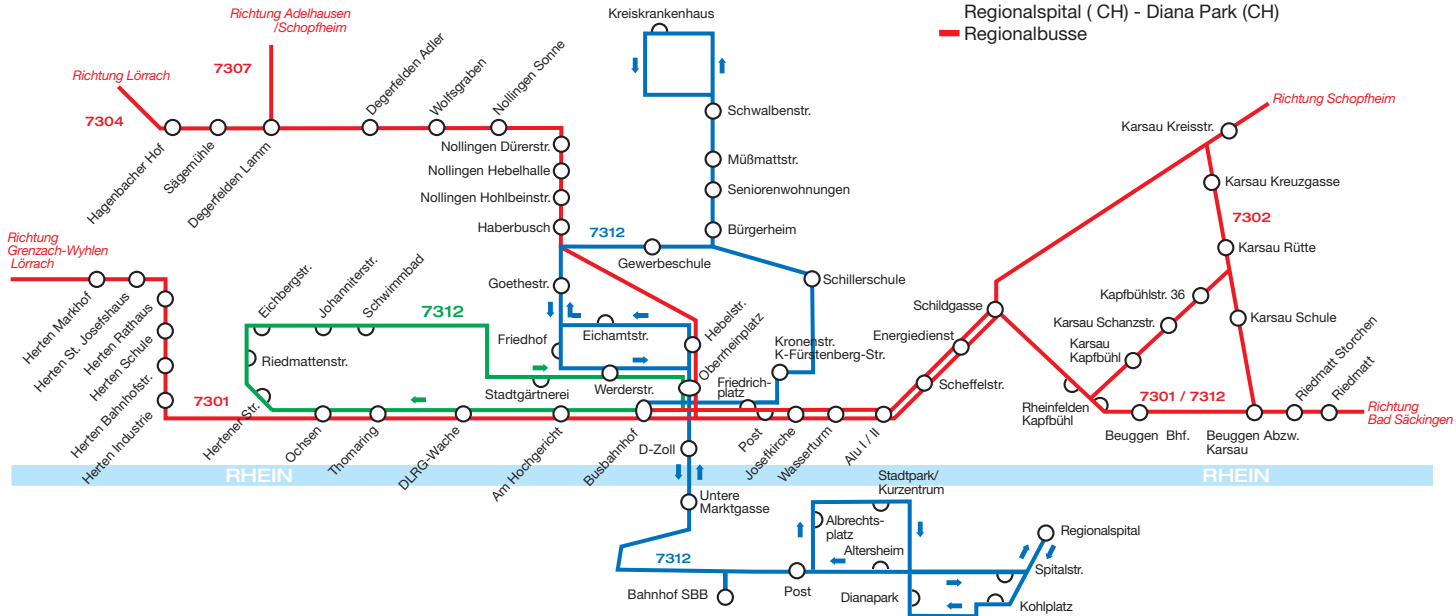 Regionalspital ( CH) - Diana Park (CH)
Regionalbusse
Richtung Adelhausen
/Schopfheim
Kreiskrankenhaus
7307
Richtung Lörrach
7304
Degerfelden Adler
Wolfsgraben
Nollingen Sonne
Hagenbacher Hof
Sägemühle
Degerfelden Lamm
Nollingen Dürerstr.
Nollingen Hebelhalle
Nollingen Hohlbeinstr.
Haberbusch
Schwalbenstr.
Müßmattstr.
Seniorenwohnungen
Bürgerheim
7312
Gewerbeschule
Schillerschule
Richtung Schopfheim
Karsau Kreisstr.
Karsau Kreuzgasse
7302
Karsau Rütte
Kapfbühlstr. 36
Karsau Schanzstr.
Karsau
Kapfbühl
Karsau Schule
Richtung
Grenzach-Wyhlen
Lörrach
Herten Markhof
Herten St. Josefshaus
Herten Rathaus
Herten Schule
Herten Bahnhofstr.
Herten Industrie
Eichbergstr.
Johanniterstr.
Schwimmbad
7312
Riedmattenstr.
Goethestr.
Friedhof
Eichamtstr.
Hebelstr.
Oberrheinplatz
Kronenstr.
K-Fürstenberg-Str.
Werderstr.
Stadtgärtnerei
Friedrich-
platz
Schildgasse
Energiedienst
Scheffelstr.
Rheinfelden
Kapfbühl
7301 / 7312
Riedmatt Storchen
Riedmatt
Richtung
Bad Säckingen
Beuggen Bhf.
Beuggen Abzw.
Karsau
7301
Hertener Str.
Ochsen
Thomaring
DLRG-Wache
Am Hochgericht
Busbahnhof
D-Zoll
Post
Josefkirche
Wasserturm
Alu I / II
RHEIN
RHEIN
Untere
Marktgasse
Stadtpark/
Kurzentrum
Albrechts-
platz
Altersheim
Regionalspital
7312
Spitalstr.
Bahnhof SBB
Post
Dianapark
Kohlplatz